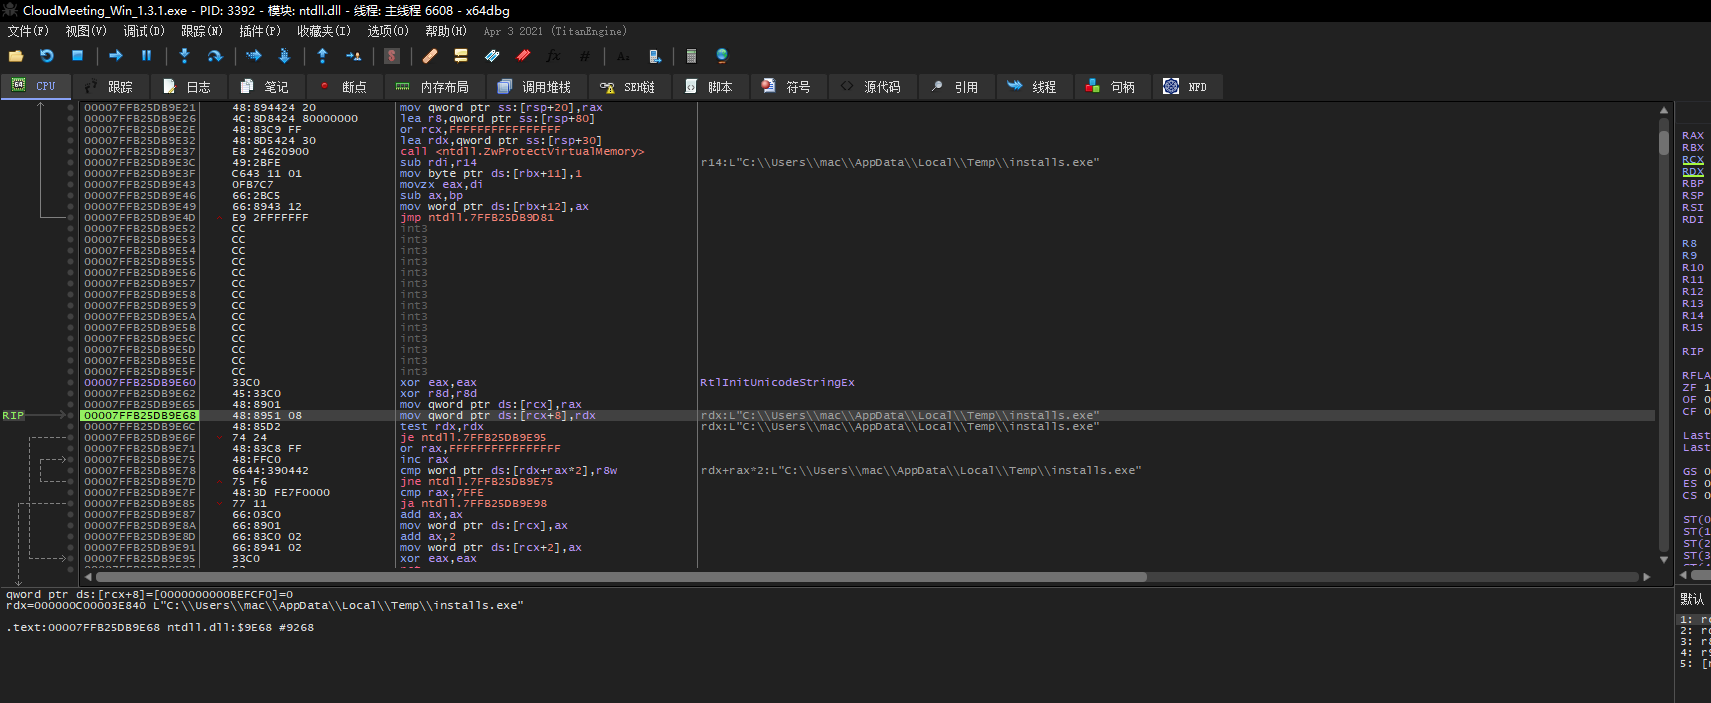 CloudMeeting_Win_1.3.1.exe - PID: 3392 - 模块: ntdll.dll - 线程: 主线程 6608 - x64dbg
文件(F) 视图(V) 调试(D) 跟踪(N) 插件(P) 收藏夹(I) 选项(O) 帮助(H) Apr 3 2021 (TitanEngine)
CPU 跟踪 日志 笔记 断点 内存布局 调用堆栈 SEH链 脚本 符号 源代码 引用 线程 句柄 NFD
00007FFB25DB9E21 48:894424 20 mov qword ptr ss:[rsp+20],rax
00007FFB25DB9E26 4C:8D8424 80000000 lea r8,qword ptr ss:[rsp+80]
00007FFB25DB9E2E 48:83C9 FF or rcx,FFFFFFFFFFFFFFFF
00007FFB25DB9E32 48:8D5424 30 lea rdx,qword ptr ss:[rsp+30]
00007FFB25DB9E37 E8 24620900 call <ntdll.ZwProtectVirtualMemory>
00007FFB25DB9E3C 49:2BFE sub rdi,r14 r14:L"C:\\Users\\mac\\AppData\\Local\\Temp\\installs.exe"
00007FFB25DB9E3F C643 11 01 mov byte ptr ds:[rbx+11],1
00007FFB25DB9E43 0FB7C7 movzx eax,di
00007FFB25DB9E46 66:2BC5 sub ax,bp
00007FFB25DB9E49 66:8943 12 mov word ptr ds:[rbx+12],ax
00007FFB25DB9E4D E9 2FFFFFFF jmp ntdll.7FFB25DB9D81
00007FFB25DB9E52 CC int3
00007FFB25DB9E53 CC int3
00007FFB25DB9E54 CC int3
00007FFB25DB9E55 CC int3
00007FFB25DB9E56 CC int3
00007FFB25DB9E57 CC int3
00007FFB25DB9E58 CC int3
00007FFB25DB9E59 CC int3
00007FFB25DB9E5A CC int3
00007FFB25DB9E5B CC int3
00007FFB25DB9E5C CC int3
00007FFB25DB9E5D CC int3
00007FFB25DB9E5E CC int3
00007FFB25DB9E5F CC int3
00007FFB25DB9E60 33C0 xor eax,eax RtlInitUnicodeStringEx
00007FFB25DB9E62 45:33C0 xor r8d,r8d
00007FFB25DB9E65 48:8901 mov qword ptr ds:[rcx],rax
RIP 00007FFB25DB9E68 48:8951 08 mov qword ptr ds:[rcx+8],rdx rdx:L"C:\\Users\\mac\\AppData\\Local\\Temp\\installs.exe"
00007FFB25DB9E6C 48:85D2 test rdx,rdx rdx:L"C:\\Users\\mac\\AppData\\Local\\Temp\\installs.exe"
00007FFB25DB9E6F 74 24 je ntdll.7FFB25DB9E95
00007FFB25DB9E71 48:83C8 FF or rax,FFFFFFFFFFFFFFFF
00007FFB25DB9E75 48:FFC0 inc rax
00007FFB25DB9E78 6644:390442 cmp word ptr ds:[rdx+rax*2],r8w rdx+rax*2:L"C:\\Users\\mac\\AppData\\Local\\Temp\\installs.exe"
00007FFB25DB9E7D 75 F6 jne ntdll.7FFB25DB9E75
00007FFB25DB9E7F 48:3D FE7F0000 cmp rax,7FFE
00007FFB25DB9E85 77 11 ja ntdll.7FFB25DB9E98
00007FFB25DB9E87 66:03C0 add ax,ax
00007FFB25DB9E8A 66:8901 mov word ptr ds:[rcx],ax
00007FFB25DB9E8D 66:83C0 02 add ax,2
00007FFB25DB9E91 66:8941 02 mov word ptr ds:[rcx+2],ax
00007FFB25DB9E95 33C0 xor eax,eax
qword ptr ds:[rcx+8]=[0000000000BEFCF0]=0
rdx=000000C00003E840 L"C:\\Users\\mac\\AppData\\Local\\Temp\\installs.exe"
.text:00007FFB25DB9E68 ntdll.dll:$9E68 #9268
RAX
RBX
RCX
RDX
RBP
RSP
RSI
RDI
R8
R9
R10
R11
R12
R13
R14
R15
RIP
RFLA
ZF 1
OF 0
CF 0
Last
Last
GS 0
ES 0
CS 0
ST(0
ST(1
ST(2
ST(3
默认
1: rc
2: rd
3: r8
4: r9
5: [r